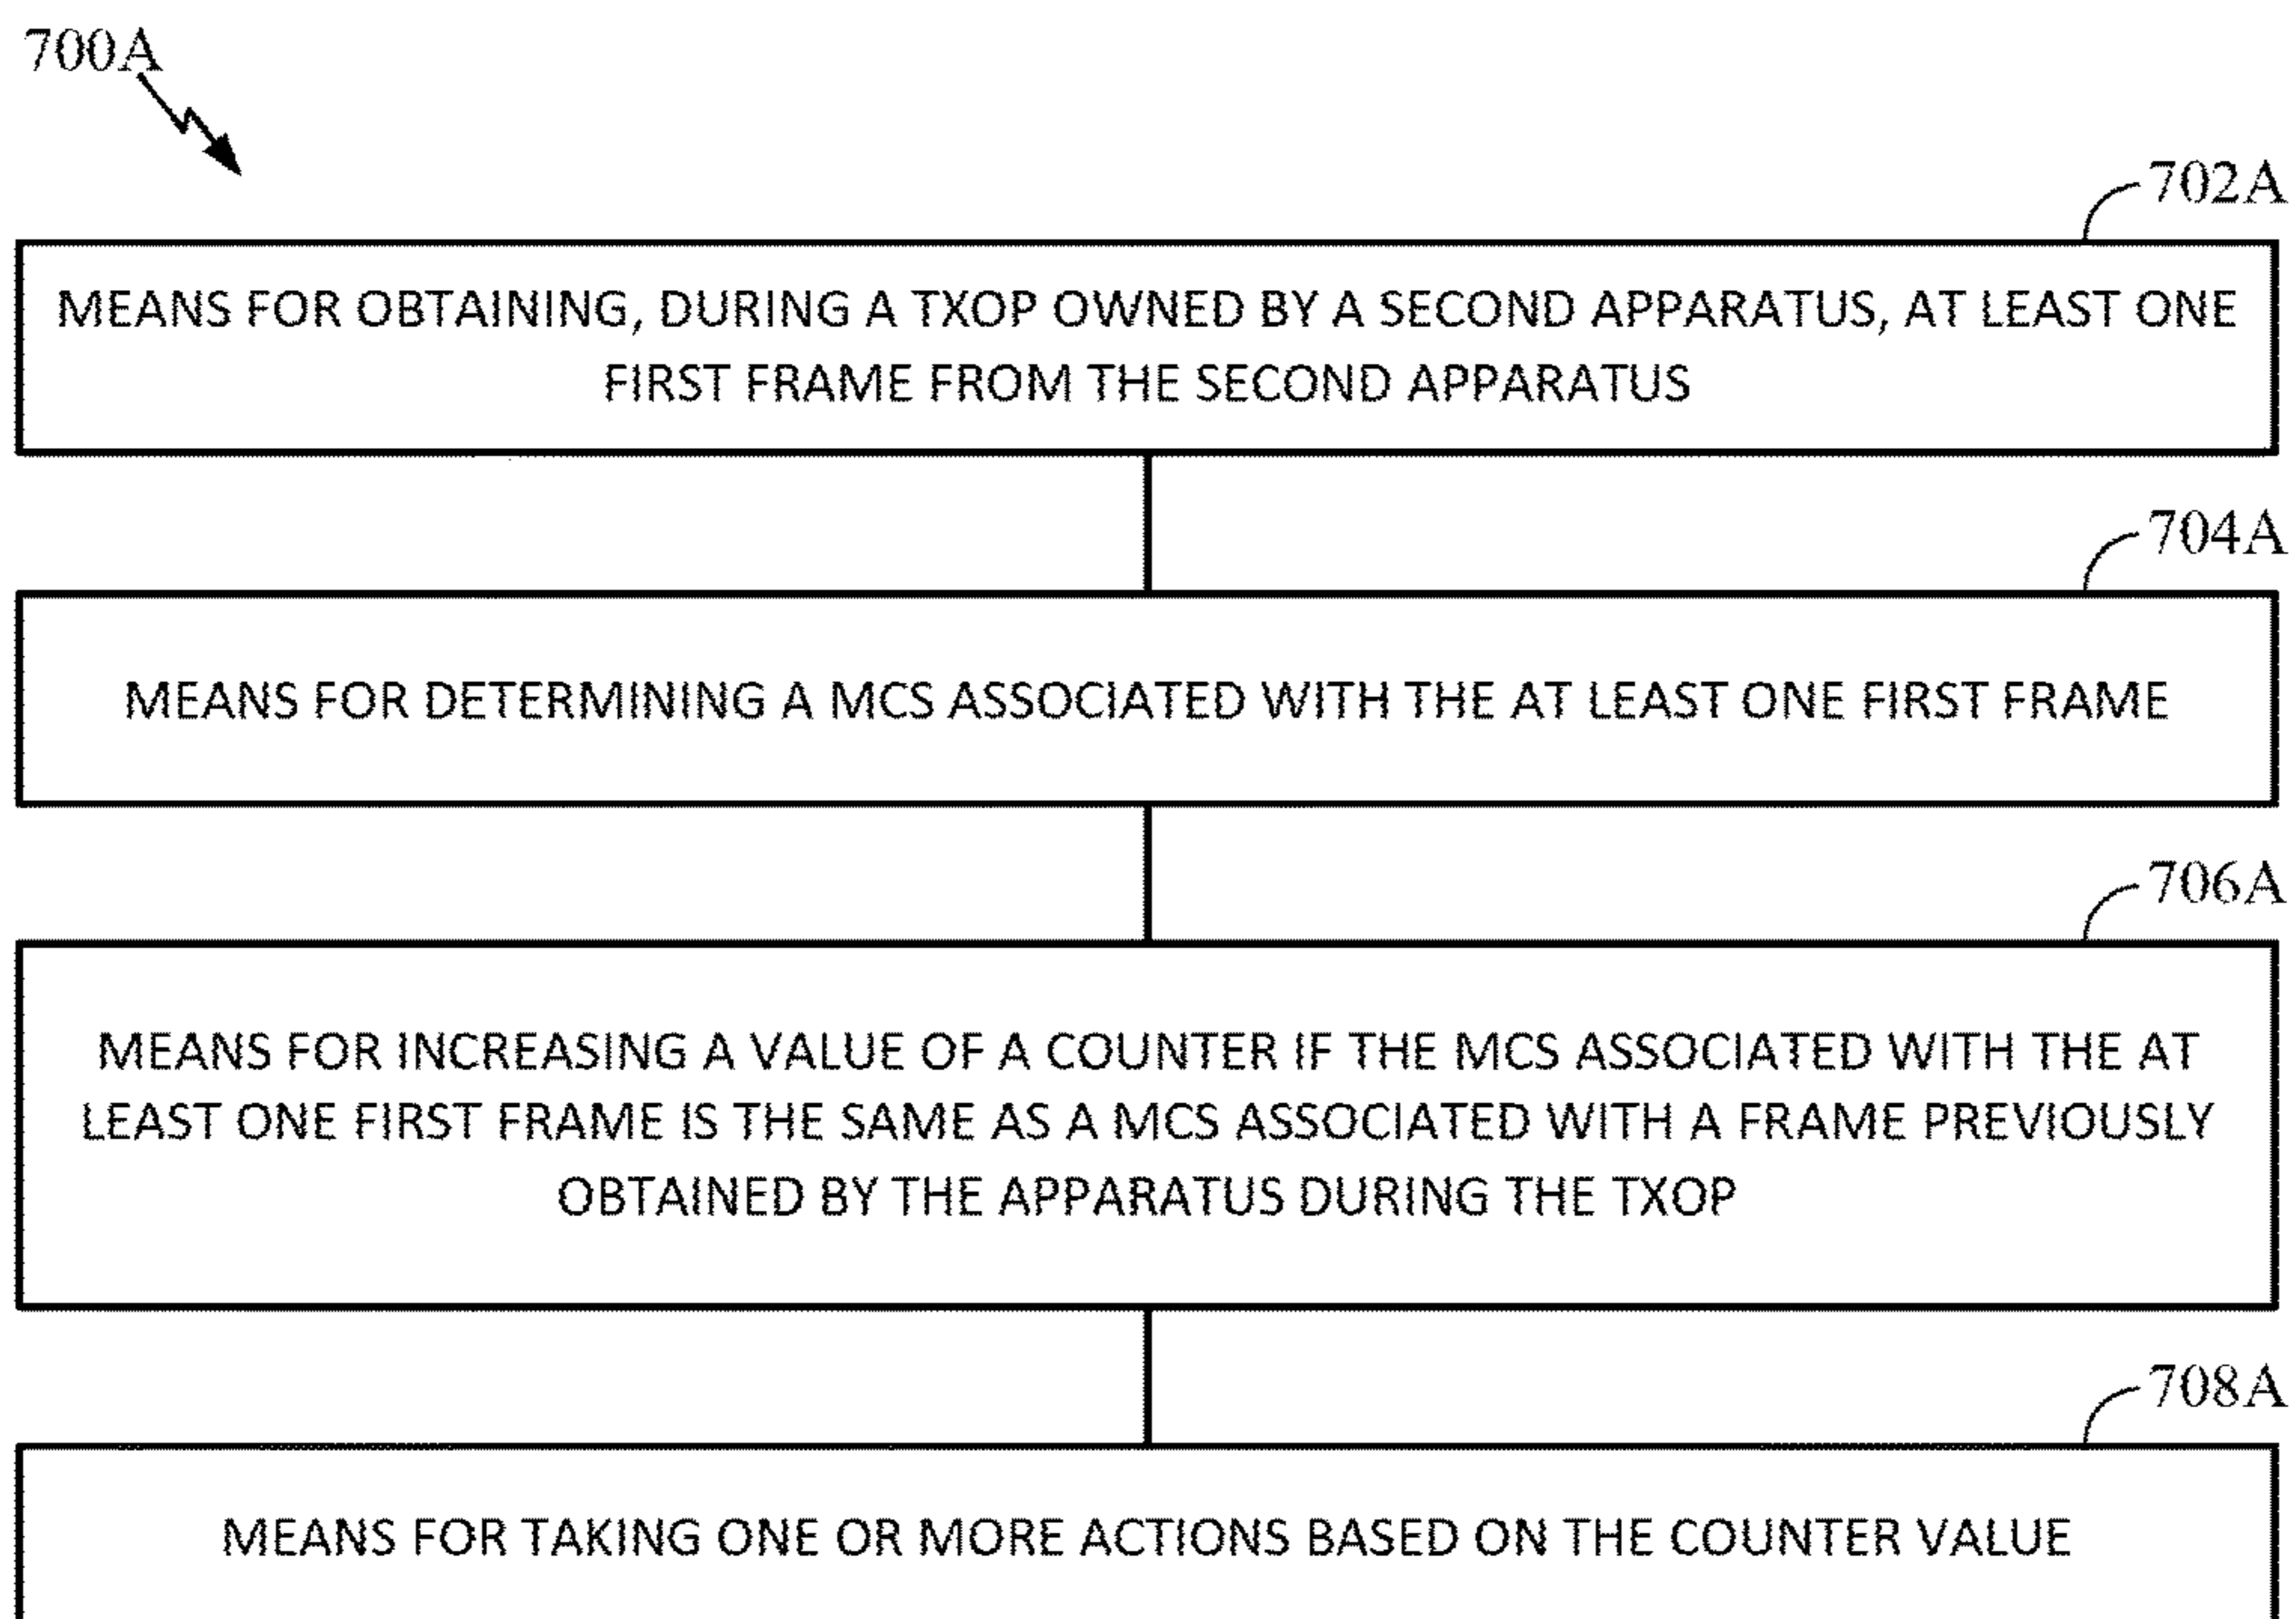 700A
702A
MEANS FOR OBTAINING, DURING A TXOP OWNED BY A SECOND APPARATUS, AT LEAST ONE
FIRST FRAME FROM THE SECOND APPARATUS
704A
MEANS FOR DETERMINING A MCS ASSOCIATED WITH THE AT LEAST ONE FIRST FRAME
706A
MEANS FOR INCREASING A VALUE OF A COUNTER IF THE MCS ASSOCIATED WITH THE AT
LEAST ONE FIRST FRAME IS THE SAME AS A MCS ASSOCIATED WITH A FRAME PREVIOUSLY
OBTAINED BY THE APPARATUS DURING THE TXOP
708A
MEANS FOR TAKING ONE OR MORE ACTIONS BASED ON THE COUNTER VALUE